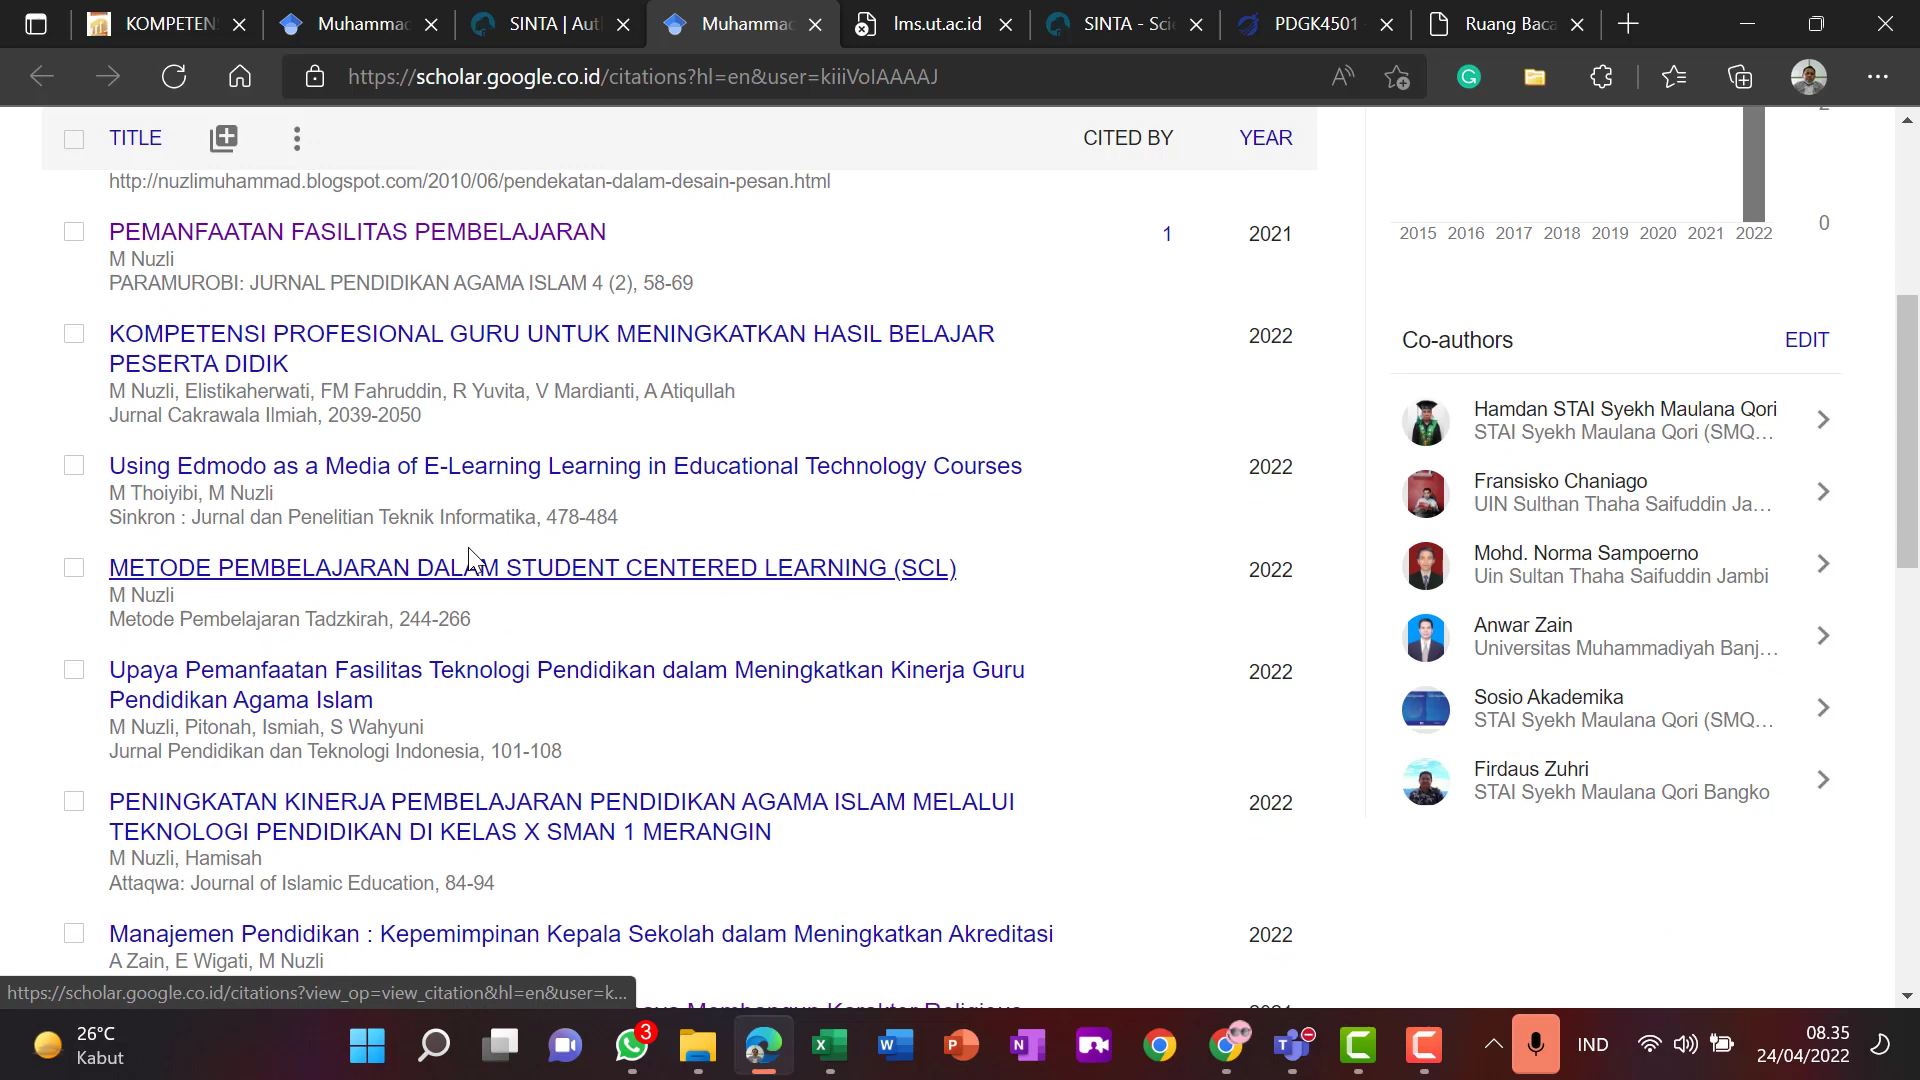 KOMPETEN
Muhammad
SINTA | Aut
Muhammad
lms.ut.ac.id
SINTA - Sci
PDGK4501
Ruang Baca
https://scholar.google.co.id/citations?hl=en&user=kiiiVoIAAAAJ
TITLE
CITED BY
YEAR
http://nuzlimuhammad.blogspot.com/2010/06/pendekatan-dalam-desain-pesan.html
PEMANFAATAN FASILITAS PEMBELAJARAN
1
2021
M Nuzli
PARAMUROBI: JURNAL PENDIDIKAN AGAMA ISLAM 4 (2), 58-69
KOMPETENSI PROFESIONAL GURU UNTUK MENINGKATKAN HASIL BELAJAR
2022
PESERTA DIDIK
M Nuzli, Elistikaherwati, FM Fahruddin, R Yuvita, V Mardianti, A Atiqullah
Jurnal Cakrawala Ilmiah, 2039-2050
Using Edmodo as a Media of E-Learning Learning in Educational Technology Courses
2022
M Thoiyibi, M Nuzli
Sinkron : Jurnal dan Penelitian Teknik Informatika, 478-484
METODE PEMBELAJARAN DALAM STUDENT CENTERED LEARNING (SCL)
2022
M Nuzli
Metode Pembelajaran Tadzkirah, 244-266
Upaya Pemanfaatan Fasilitas Teknologi Pendidikan dalam Meningkatkan Kinerja Guru
2022
Pendidikan Agama Islam
M Nuzli, Pitonah, Ismiah, S Wahyuni
Jurnal Pendidikan dan Teknologi Indonesia, 101-108
PENINGKATAN KINERJA PEMBELAJARAN PENDIDIKAN AGAMA ISLAM MELALUI
2022
TEKNOLOGI PENDIDIKAN DI KELAS X SMAN 1 MERANGIN
M Nuzli, Hamisah
Attaqwa: Journal of Islamic Education, 84-94
Manajemen Pendidikan : Kepemimpinan Kepala Sekolah dalam Meningkatkan Akreditasi
2022
A Zain, E Wigati, M Nuzli
Membangun Karakter Religious
0
2015 2016 2017 2018 2019 2020 2021 2022
Co-authors
EDIT
Hamdan STAI Syekh Maulana Qori
STAI Syekh Maulana Qori (SMQ...
Fransisko Chaniago
UIN Sulthan Thaha Saifuddin Ja...
Mohd. Norma Sampoerno
Uin Sultan Thaha Saifuddin Jambi
Anwar Zain
Universitas Muhammadiyah Banj...
Sosio Akademika
STAI Syekh Maulana Qori (SMQ...
Firdaus Zuhri
STAI Syekh Maulana Qori Bangko
https://scholar.google.co.id/citations?view_op=view_citation&hl=en&user=k...
26°C
Kabut
3
IND
08.35
24/04/2022